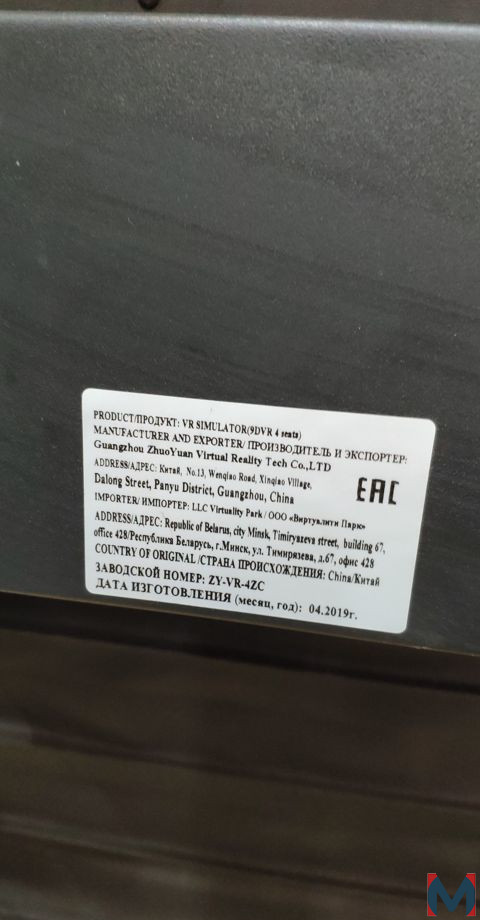 PRODUCT/ПРОДУКТ: VR SIMULATOR(9DVR 4 seats)
MANUFACTURER AND EXPORTER/ ПРОИЗВОДИТЕЛЬ И ЭКСПОРТЕР:
Guangzhou ZhuoYuan Virtual Reality Tech Co.,LTD
ADDRESS/АДРЕС: Китай, No.13, Wenqiao Road, Xinqiao Village,
Dalong Street, Panyu District, Guangzhou, China
EAC
IMPORTER/ ИМПОРТЕР: LLC Virtuality Park / ООО «Виртуалити Парк»
ADDRESS/АДРЕС: Republic of Belarus, city Minsk, Timiryazeva street, building 67,
office 428/Республика Беларусь, г.Минск, ул. Тимирязева, д.67, офис 428
COUNTRY OF ORIGINAL /СТРАНА ПРОИСХОЖДЕНИЯ: China/Китай
ЗАВОДСКОЙ НОМЕР: ZY-VR-4ZC
ДАТА ИЗГОТОВЛЕНИЯ (месяц, год): 04.2019г.
M